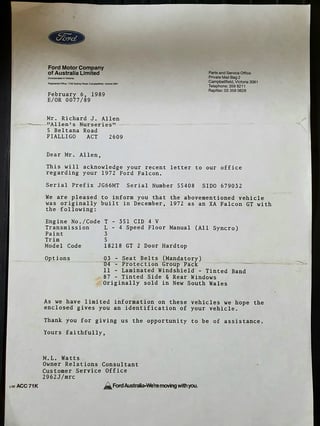 Ford
Ford Motor Company
of Australia Limited
Parts and Service Office
Private Mail Bag 2
Campbellfield, Victoria 3061
February 6, 1989
E/OR 0077/89
Mr. Richard J. Allen
"Allen's Nurseries"
5 Beltana Road
PIALLIGO ACT 2609
Dear Mr. Allen,
This will acknowledge your recent letter to our office
regarding your 1972 Ford Falcon.
Serial Prefix JG66MT Serial Number 55408 SIDO 679032
We are pleased to inform you that the abovementioned vehicle
was originally built in December, 1972 as an XA Falcon GT with
the following:
Engine No./Code T - 351 CID 4 V
Transmission L - 4 Speed Floor Manual (All Syncro)
Paint 3
Trim S
Model Code 18218 GT 2 Door Hardtop
Options 03 - Seat Belts (Mandatory)
04 - Protection Group Pack
11 - Laminated Windshield - Tinted Band
87 - Tinted Side & Rear Windows
Originally sold in New South Wales
As we have limited information on these vehicles we hope the
enclosed gives you an identification of your vehicle.
Thank you for giving us the opportunity to be of assistance.
Yours faithfully,
M.L. Watts
Owner Relations Consultant
Customer Service Office
2962J/mrc
ACC 71K
Ford Australia-We're moving with you.